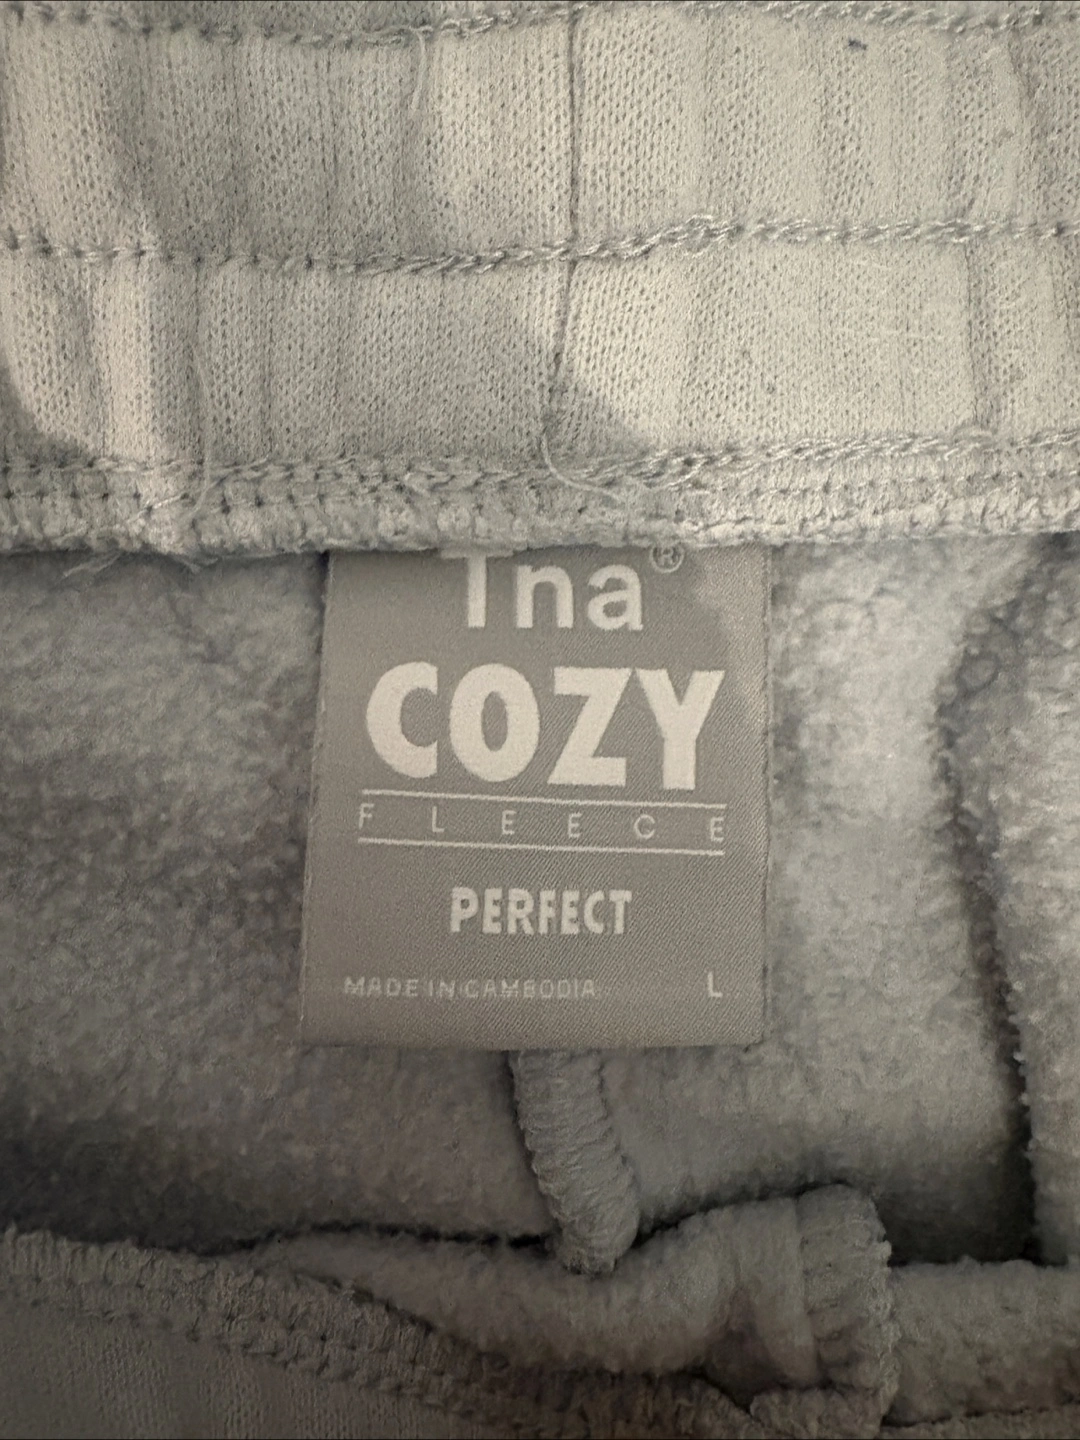 Tna®
COZY
FLEECE
PERFECT
MADE IN CAMBODIA L